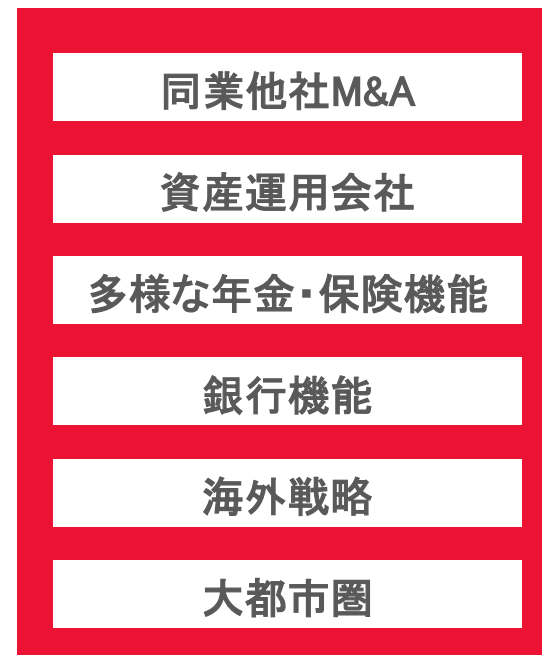 同業他社M&A
資産運用会社
多様な年金・保険機能
銀行機能
海外戦略
大都市圏